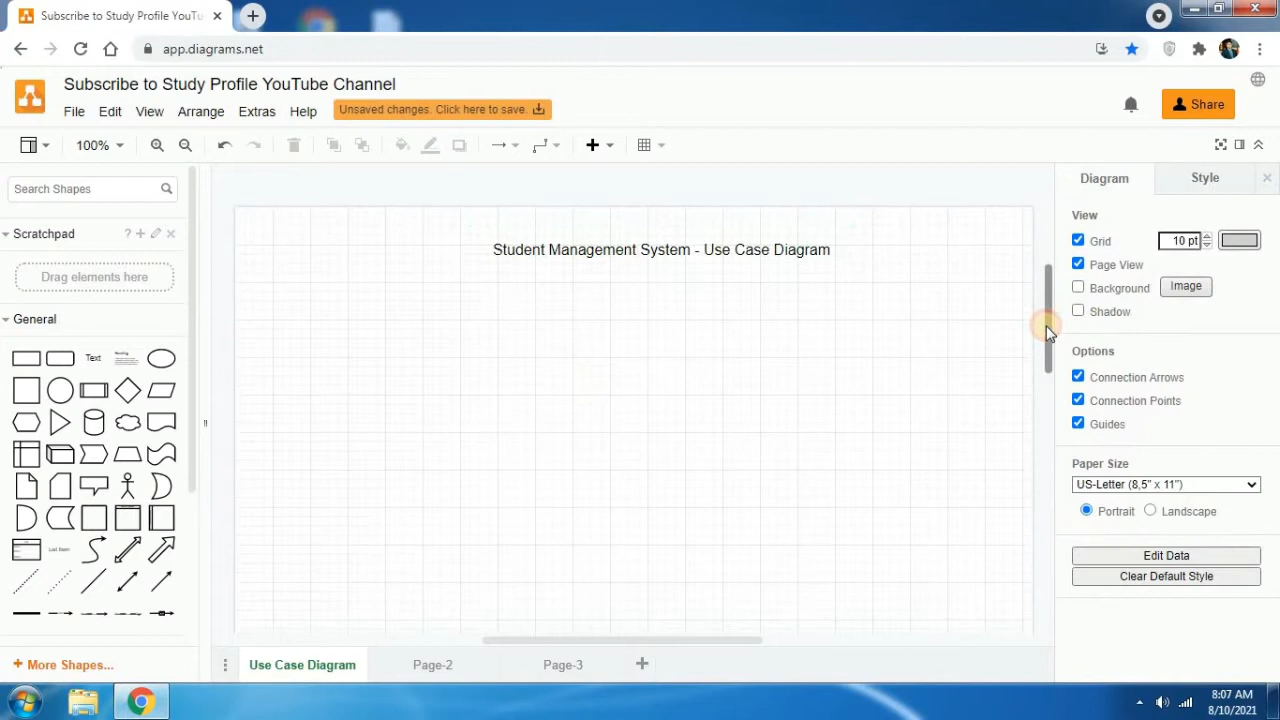 Subscribe to Study Profile YouTu
app.diagrams.net
Subscribe to Study Profile YouTube Channel
File Edit View Arrange Extras Help Unsaved changes. Click here to save.
Share
100%
Search Shapes
Scratchpad ?
Drag elements here
General
Text
Heading
List Item
+ More Shapes...
Student Management System - Use Case Diagram
Use Case Diagram Page-2 Page-3
Diagram Style
View
Grid 10 pt
Page View
Background Image
Shadow
Options
Connection Arrows
Connection Points
Guides
Paper Size
US-Letter (8,5" x 11")
Portrait Landscape
Edit Data
Clear Default Style
8:07 AM
8/10/2021